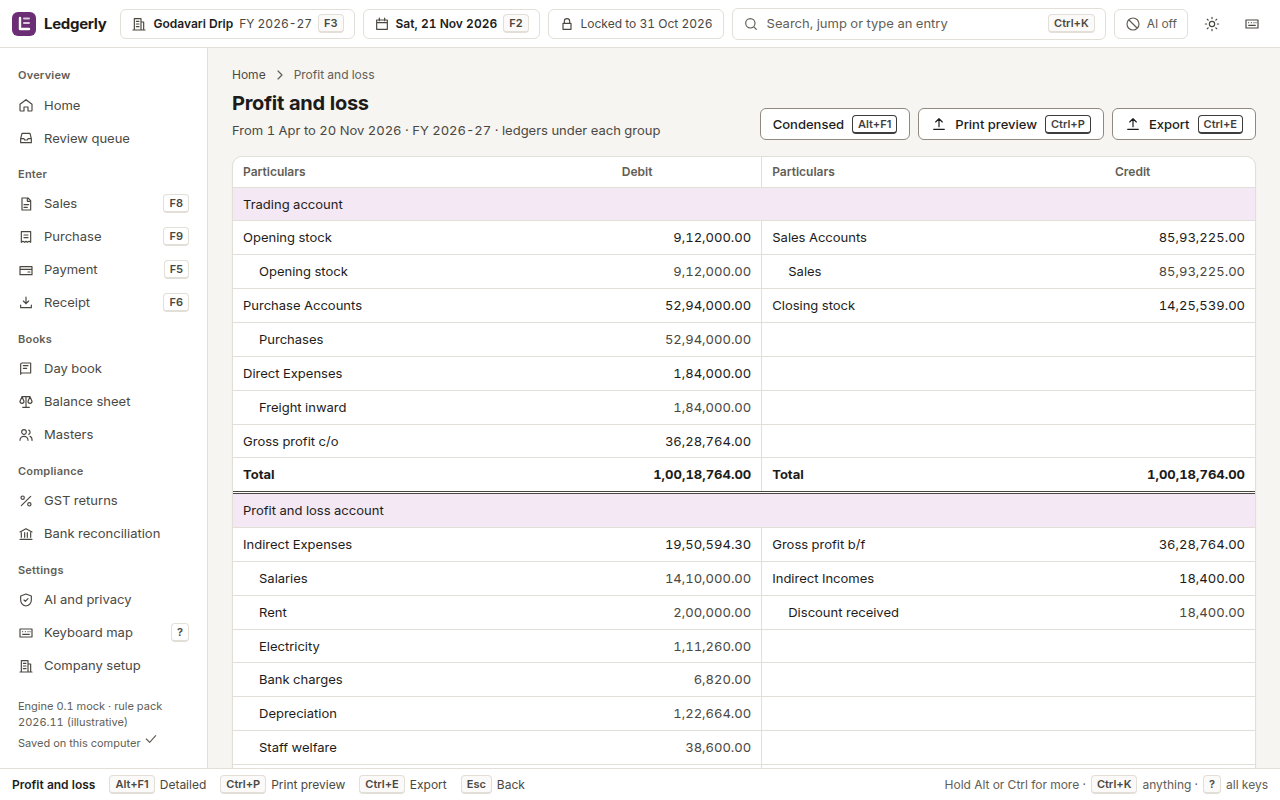 Ledgerly
Godavari Drip FY 2026-27 F3
Sat, 21 Nov 2026 F2
Locked to 31 Oct 2026
Search, jump or type an entry Ctrl+K
AI off
Overview
Home
Review queue
Enter
Sales F8
Purchase F9
Payment F5
Receipt F6
Books
Day book
Balance sheet
Masters
Compliance
GST returns
Bank reconciliation
Settings
AI and privacy
Keyboard map ?
Company setup
Engine 0.1 mock · rule pack
2026.11 (illustrative)
Saved on this computer
Home > Profit and loss
Profit and loss
From 1 Apr to 20 Nov 2026 · FY 2026-27 · ledgers under each group
Condensed Alt+F1
Print preview Ctrl+P
Export Ctrl+E
Particulars Debit Particulars Credit
Trading account
Opening stock 9,12,000.00 Sales Accounts 85,93,225.00
Opening stock 9,12,000.00 Sales 85,93,225.00
Purchase Accounts 52,94,000.00 Closing stock 14,25,539.00
Purchases 52,94,000.00
Direct Expenses 1,84,000.00
Freight inward 1,84,000.00
Gross profit c/o 36,28,764.00
Total 1,00,18,764.00 Total 1,00,18,764.00
Profit and loss account
Indirect Expenses 19,50,594.30 Gross profit b/f 36,28,764.00
Salaries 14,10,000.00 Indirect Incomes 18,400.00
Rent 2,00,000.00 Discount received 18,400.00
Electricity 1,11,260.00
Bank charges 6,820.00
Depreciation 1,22,664.00
Staff welfare 38,600.00
Profit and loss Alt+F1 Detailed Ctrl+P Print preview Ctrl+E Export Esc Back
Hold Alt or Ctrl for more · Ctrl+K anything · ? all keys